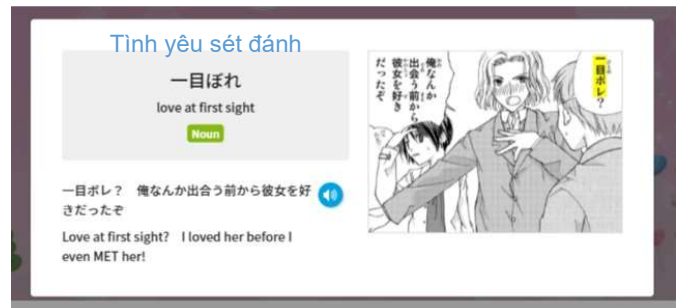 Tình yêu sét đánh
一目ぼれ
love at first sight
Noun
一目ボレ？　俺なんか出合う前から彼女を好
きだったぞ
Love at first sight?　I loved her before I
even MET her!
一目ボレ？
俺なんか
出会う前から
彼女を好き
だったぞ